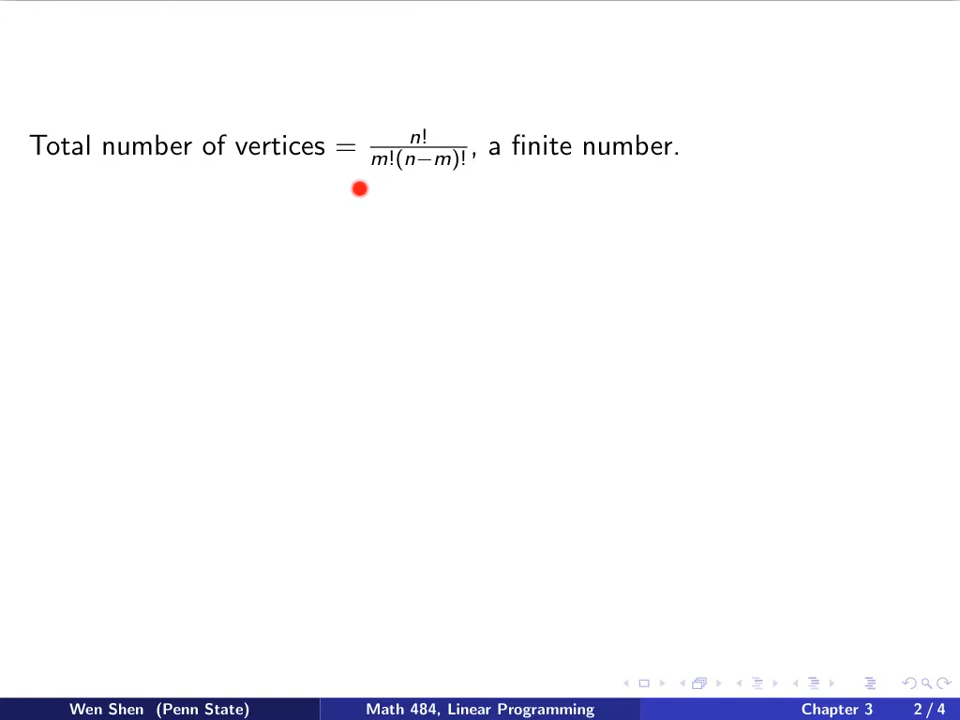 Total number of vertices = n!/(m!(n−m)!), a finite number.
Wen Shen (Penn State) Math 484, Linear Programming Chapter 3 2 / 4